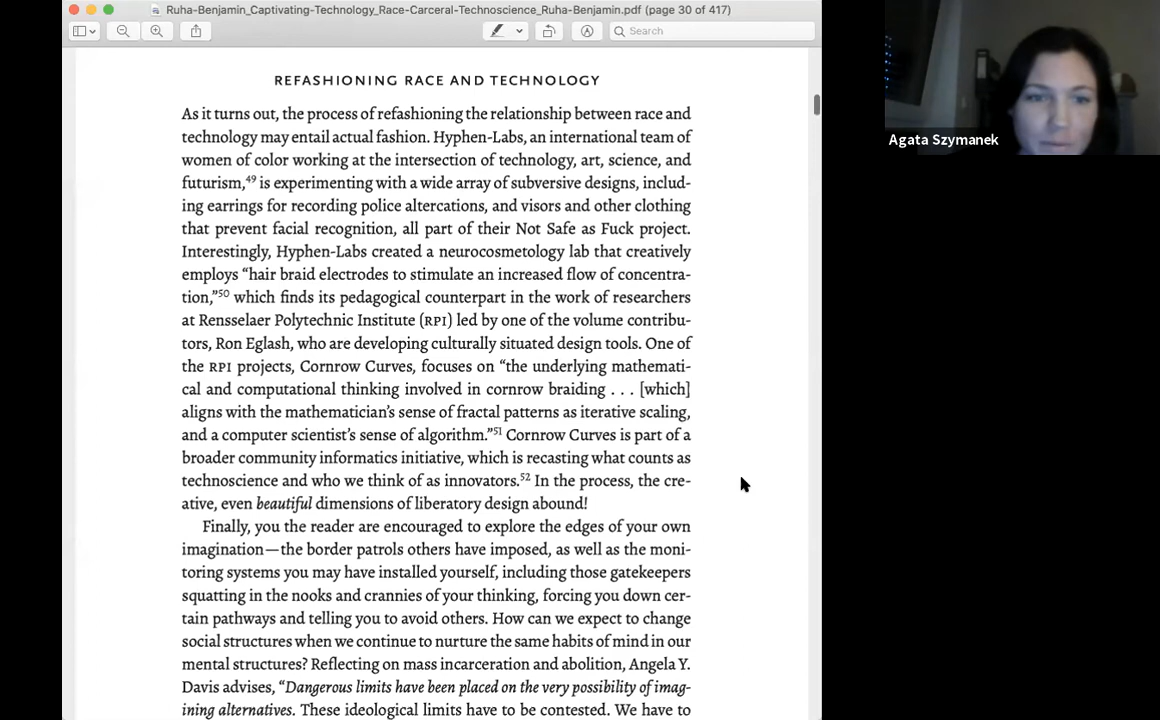 Ruha-Benjamin_Captivating-Technology_Race-Carceral-Technoscience_Ruha-Benjamin.pdf (page 30 of 417)
Search
Agata Szymanek
REFASHIONING RACE AND TECHNOLOGY
As it turns out, the process of refashioning the relationship between race and
technology may entail actual fashion. Hyphen-Labs, an international team of
women of color working at the intersection of technology, art, science, and
futurism,⁴⁹ is experimenting with a wide array of subversive designs, includ-
ing earrings for recording police altercations, and visors and other clothing
that prevent facial recognition, all part of their Not Safe as Fuck project.
Interestingly, Hyphen-Labs created a neurocosmetology lab that creatively
employs “hair braid electrodes to stimulate an increased flow of concentra-
tion,”⁵⁰ which finds its pedagogical counterpart in the work of researchers
at Rensselaer Polytechnic Institute (RPI) led by one of the volume contribu-
tors, Ron Eglash, who are developing culturally situated design tools. One of
the RPI projects, Cornrow Curves, focuses on “the underlying mathemati-
cal and computational thinking involved in cornrow braiding . . . [which]
aligns with the mathematician’s sense of fractal patterns as iterative scaling,
and a computer scientist’s sense of algorithm.”⁵¹ Cornrow Curves is part of a
broader community informatics initiative, which is recasting what counts as
technoscience and who we think of as innovators.⁵² In the process, the cre-
ative, even beautiful dimensions of liberatory design abound!
Finally, you the reader are encouraged to explore the edges of your own
imagination—the border patrols others have imposed, as well as the moni-
toring systems you may have installed yourself, including those gatekeepers
squatting in the nooks and crannies of your thinking, forcing you down cer-
tain pathways and telling you to avoid others. How can we expect to change
social structures when we continue to nurture the same habits of mind in our
mental structures? Reflecting on mass incarceration and abolition, Angela Y.
Davis advises, “Dangerous limits have been placed on the very possibility of imag-
ining alternatives. These ideological limits have to be contested. We have to